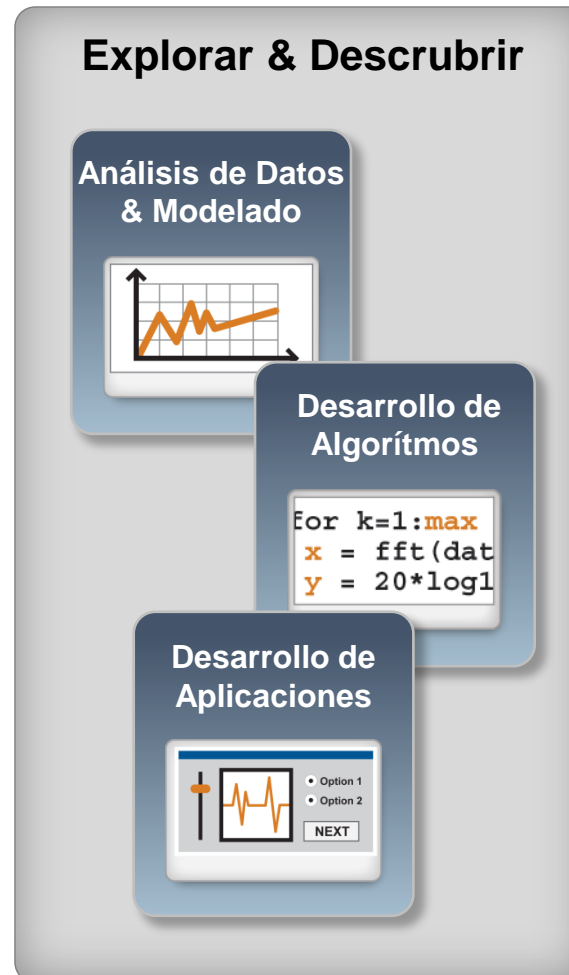 Explorar & Descrubrir
Análisis de Datos
& Modelado
Desarrollo de
Algorítmos
for k=1:max
x = fft(dat
y = 20*log1
Desarrollo de
Aplicaciones
Option 1
Option 2
NEXT